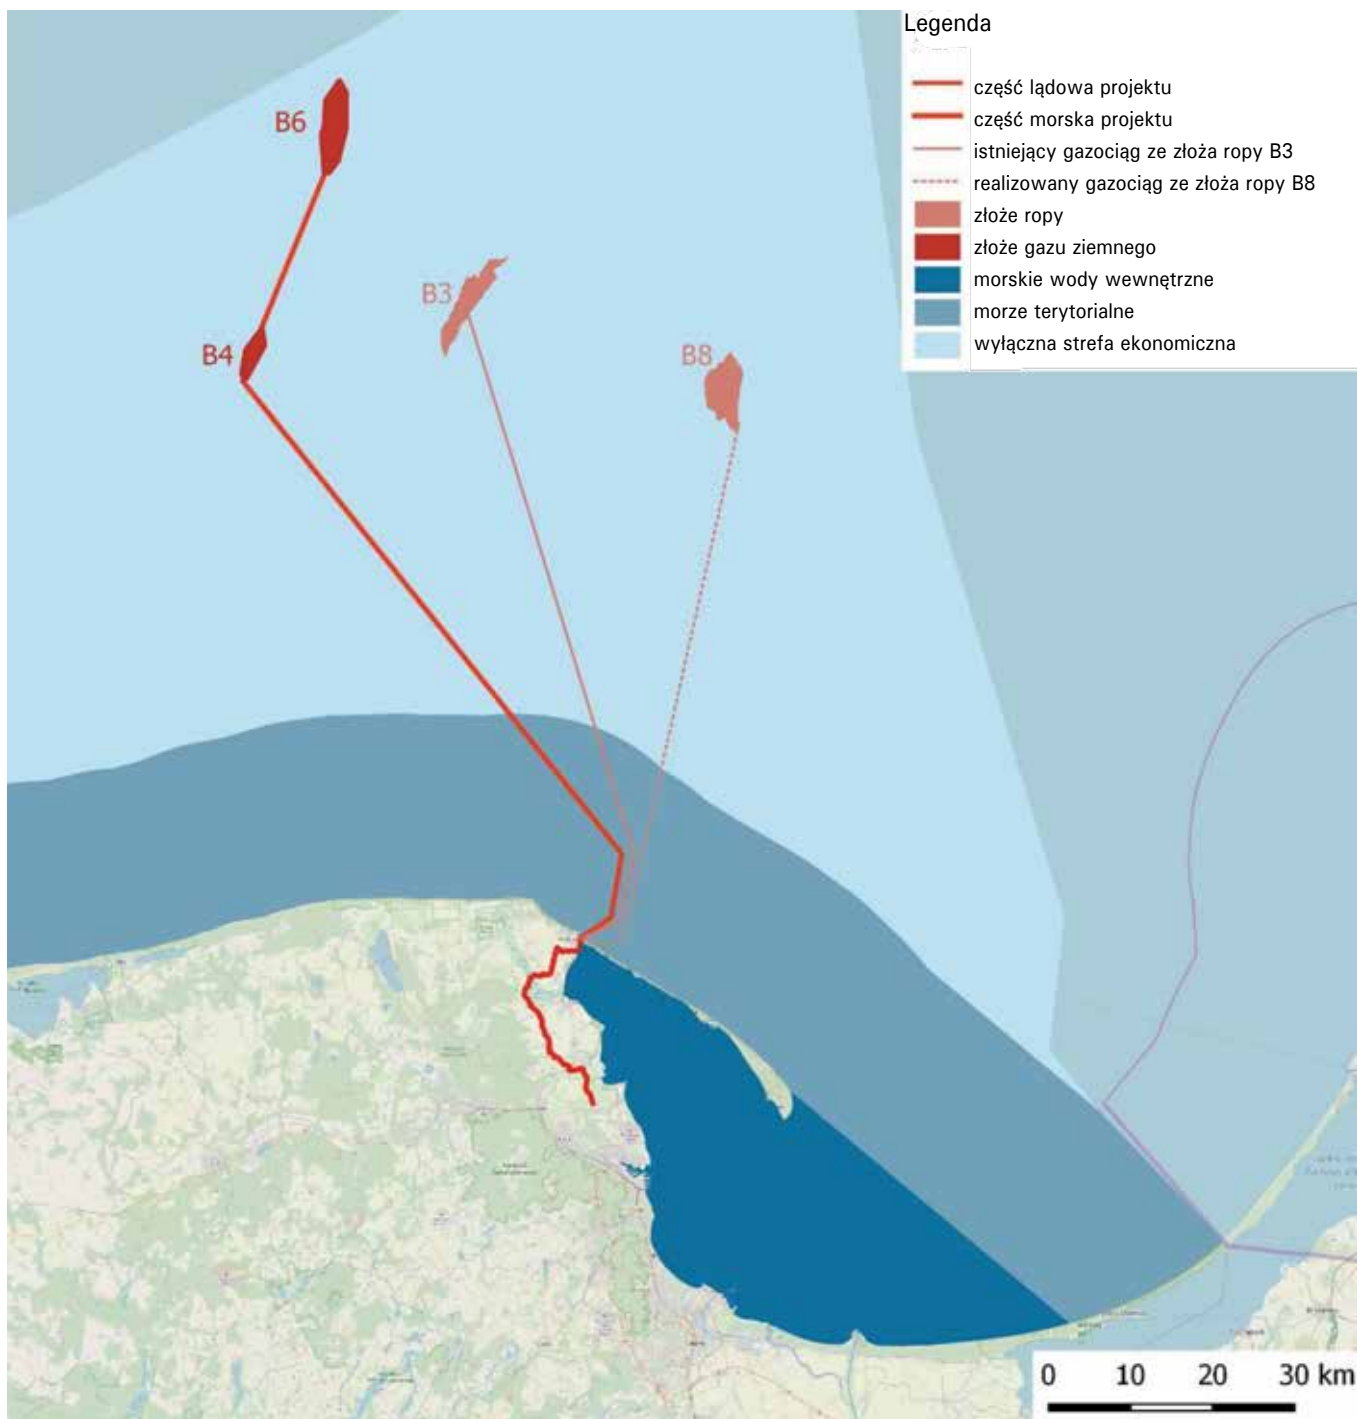 Legenda
część lądowa projektu
część morska projektu
istniejący gazociąg ze złoża ropy B3
realizowany gazociąg ze złoża ropy B8
złoże ropy
złoże gazu ziemnego
morskie wody wewnętrzne
morze terytorialne
wyłączna strefa ekonomiczna
B6
B3
B4
B8
0 10 20 30 km